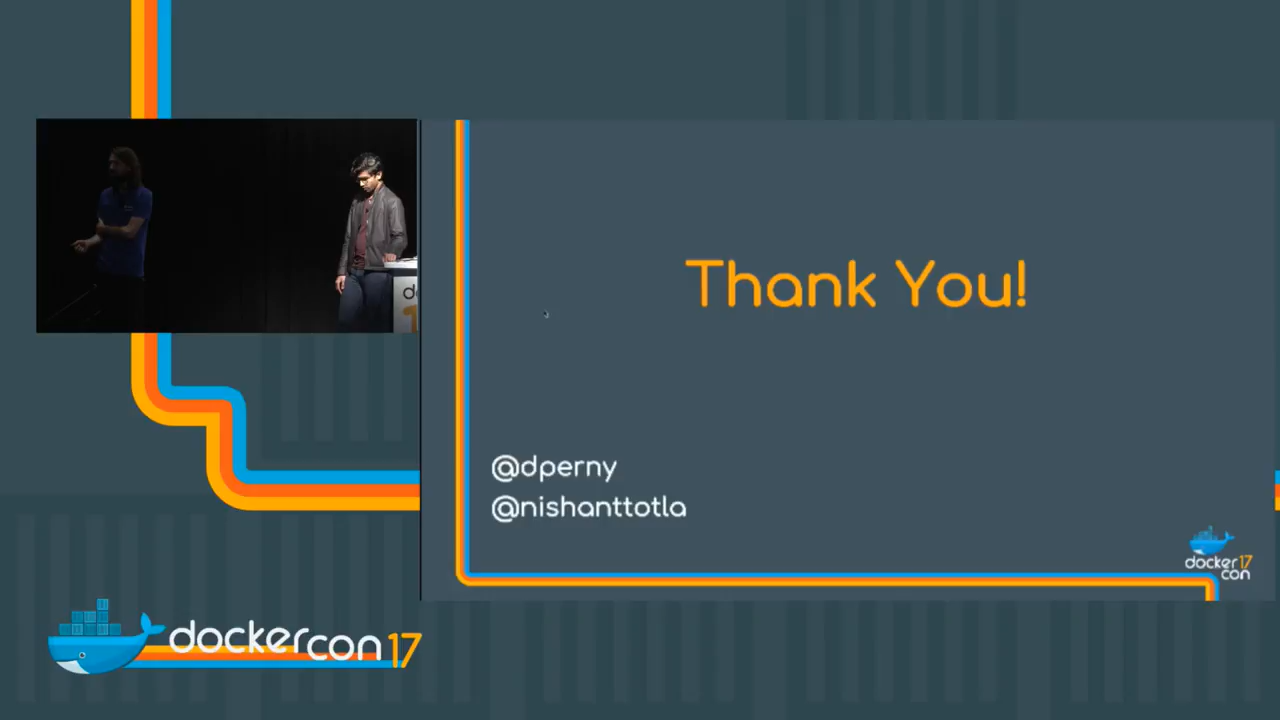 Thank You!
@dperny
@nishanttotla
docker17
con
dockercon17